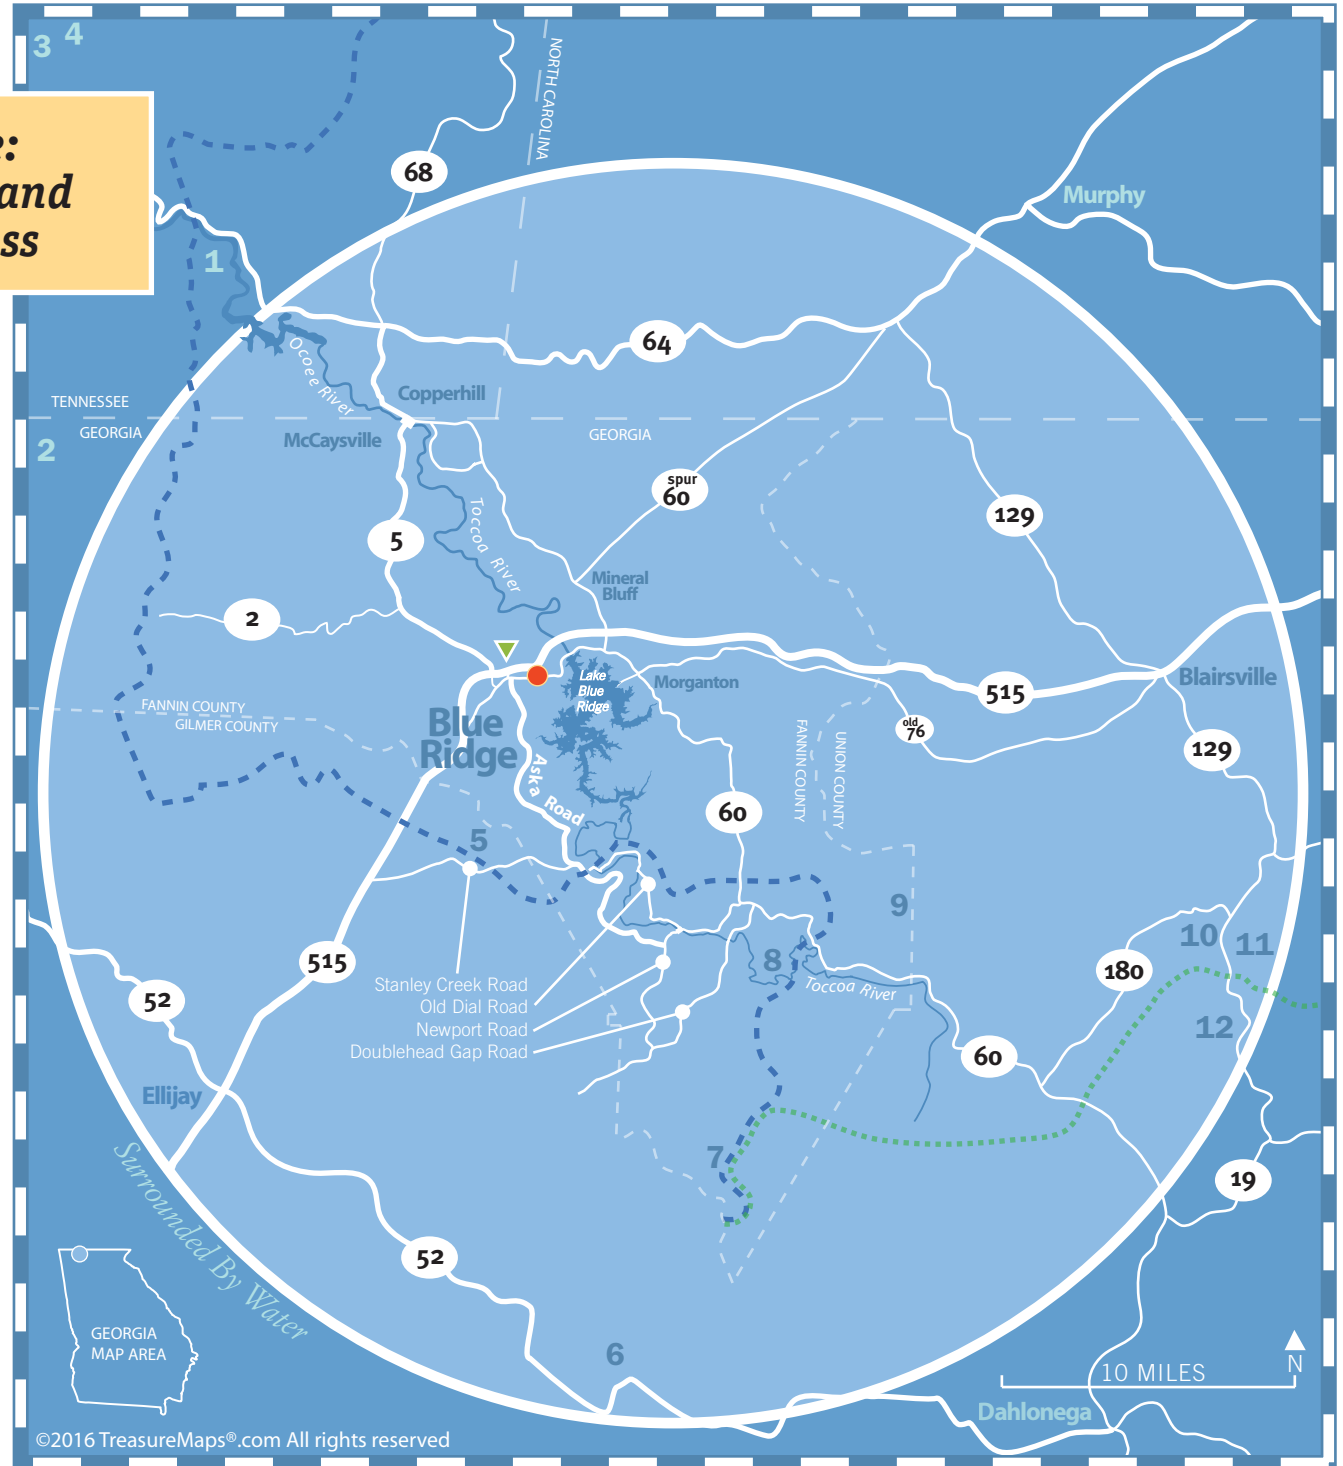 3
4
e:
and
ss
NORTH CAROLINA
68
Murphy
1
64
Ocoee River
Copperhill
TENNESSEE
GEORGIA
McCaysville
GEORGIA
2
spur
60
129
Toccoa River
5
Mineral
Bluff
2
Lake
Blue
Ridge
Morganton
515
Blairsville
FANNIN COUNTY
GILMER COUNTY
Blue
Ridge
old
76
FANNIN COUNTY
UNION COUNTY
129
Aska Road
60
5
9
10
11
515
8
180
52
Stanley Creek Road
Old Dial Road
Newport Road
Doublehead Gap Road
Toccoa River
12
60
Ellijay
7
19
Surrounded By Water
52
GEORGIA
MAP AREA
6
N
10 MILES
Dahlonega
©2016 TreasureMaps®.com All rights reserved